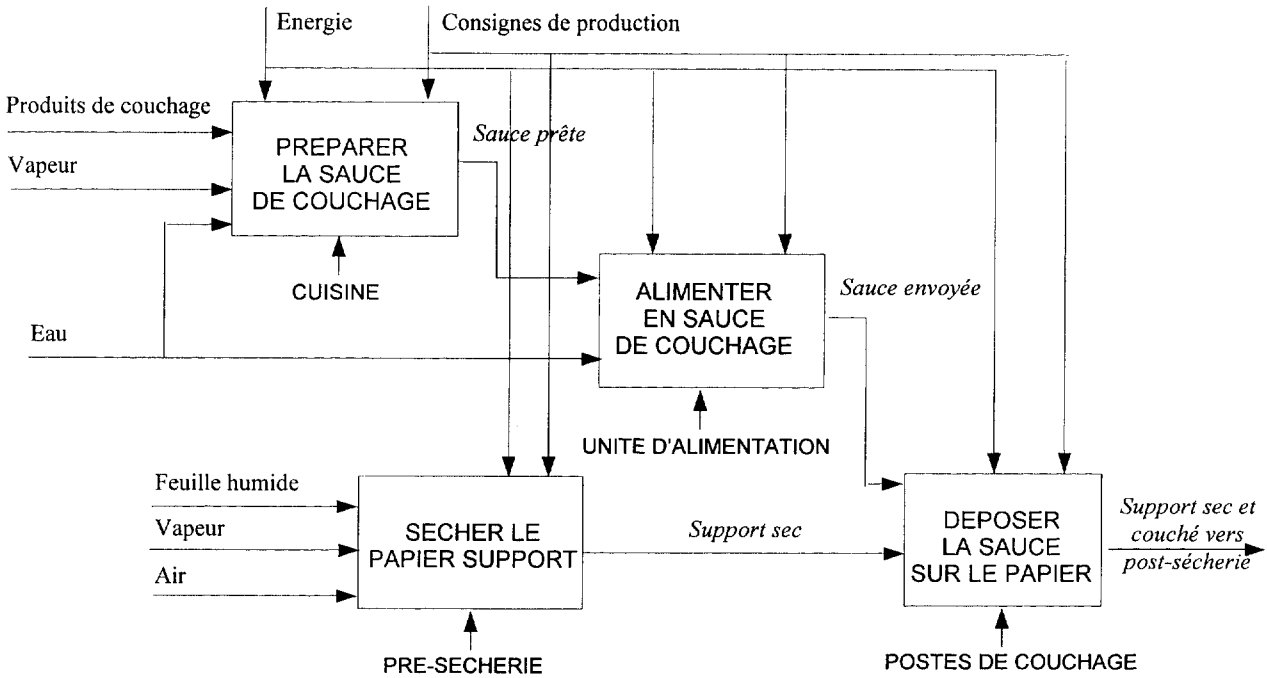 Energie
Consignes de production
Produits de couchage
PREPARER
LA SAUCE
DE COUCHAGE
Sauce prête
Vapeur
CUISINE
ALIMENTER
EN SAUCE
DE COUCHAGE
Sauce envoyée
Eau
UNITE D'ALIMENTATION
Feuille humide
Vapeur
Air
SECHER LE
PAPIER SUPPORT
Support sec
DEPOSER
LA SAUCE
SUR LE PAPIER
Support sec et
couché vers
post-sécherie
PRE-SECHERIE
POSTES DE COUCHAGE